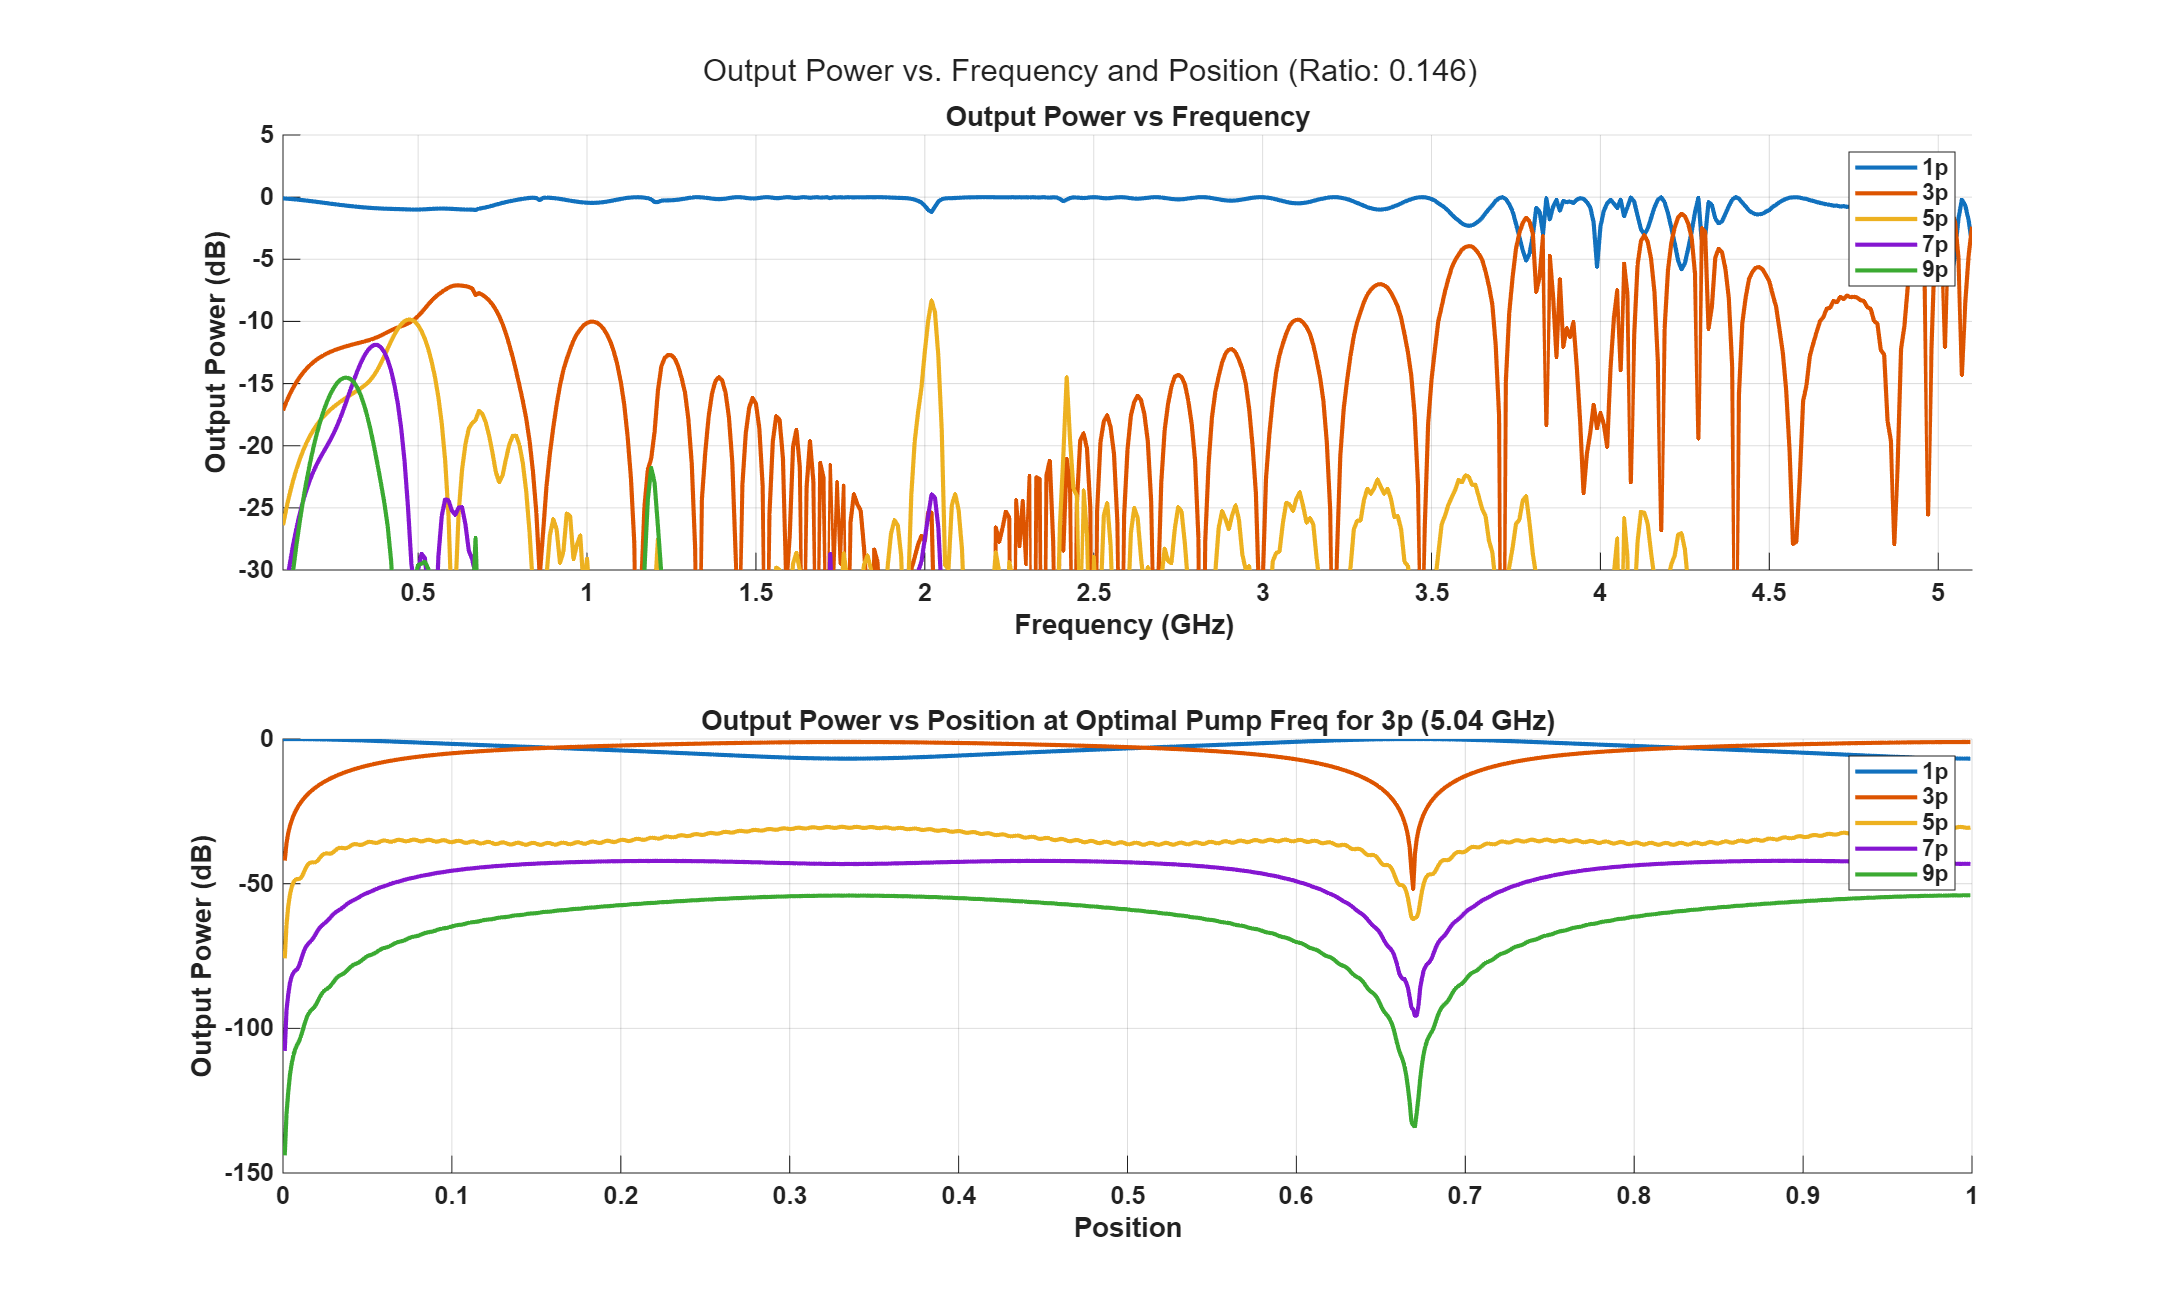 Output Power vs. Frequency and Position (Ratio: 0.146)
Output Power vs Frequency
Output Power (dB)
5
0
-5
-10
-15
-20
-25
-30
0.5
1
1.5
2
2.5
3
3.5
4
4.5
5
Frequency (GHz)
1p
3p
5p
7p
9p
Output Power vs Position at Optimal Pump Freq for 3p (5.04 GHz)
Output Power (dB)
0
-50
-100
-150
0
0.1
0.2
0.3
0.4
0.5
0.6
0.7
0.8
0.9
1
Position
1p
3p
5p
7p
9p